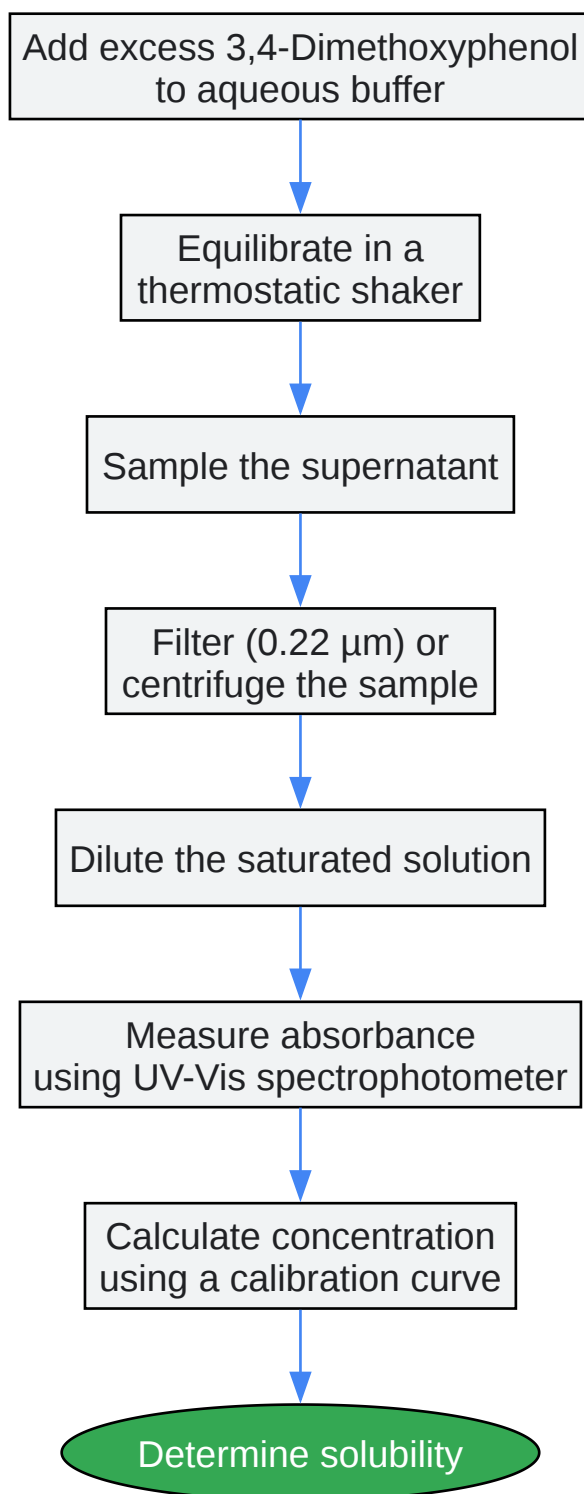 Add excess 3,4-Dimethoxyphenol
to aqueous buffer
Equilibrate in a
thermostatic shaker
Sample the supernatant
Filter (0.22 µm) or
centrifuge the sample
Dilute the saturated solution
Measure absorbance
using UV-Vis spectrophotometer
Calculate concentration
using a calibration curve
Determine solubility